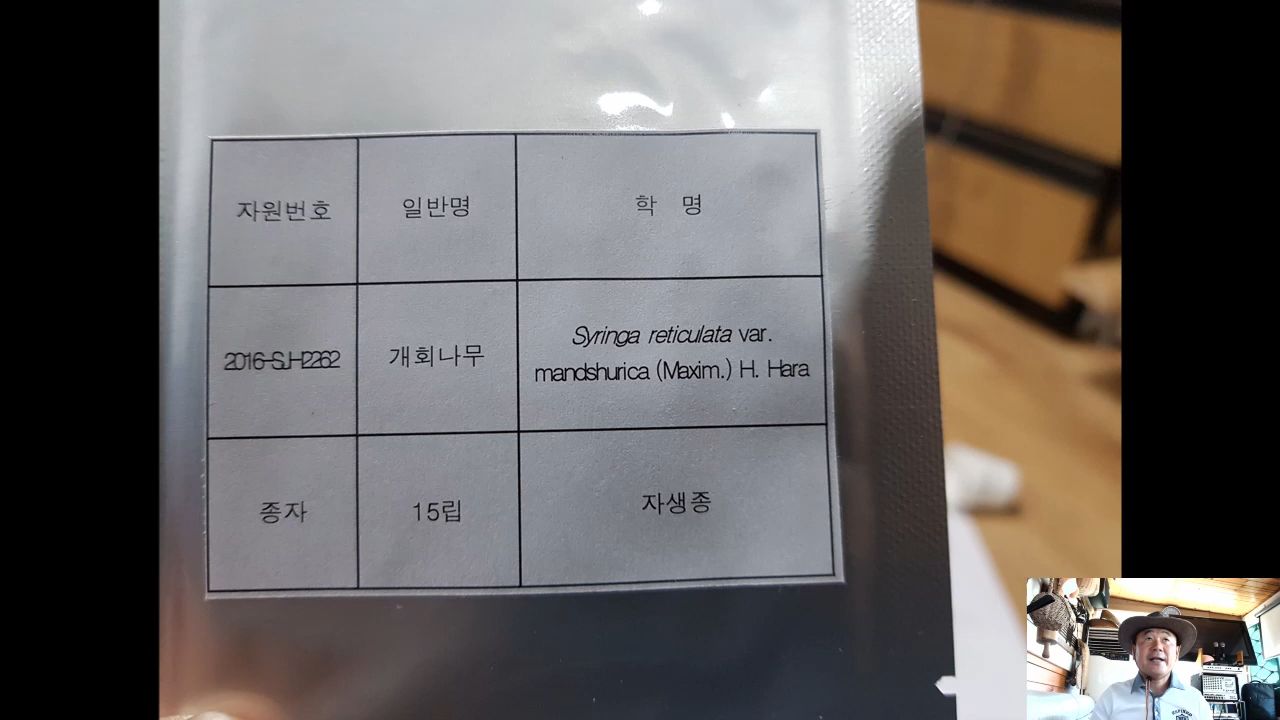 자원번호 일반명 학 명
2016-SJH2262 개회나무 Syringa reticulata var.
mandshurica (Maxim.) H. Hara
종자 15립 자생종